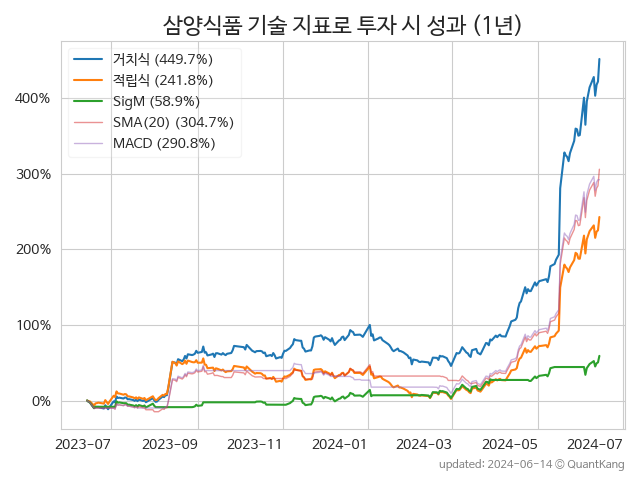 삼양식품 기술 지표로 투자 시 성과 (1년)
거치식 (449.7%)
적립식 (241.8%)
SigM (58.9%)
SMA(20) (304.7%)
MACD (290.8%)
400%
300%
200%
100%
0%
2023-07 2023-09 2023-11 2024-01 2024-03 2024-05 2024-07
updated: 2024-06-14 © QuantKang